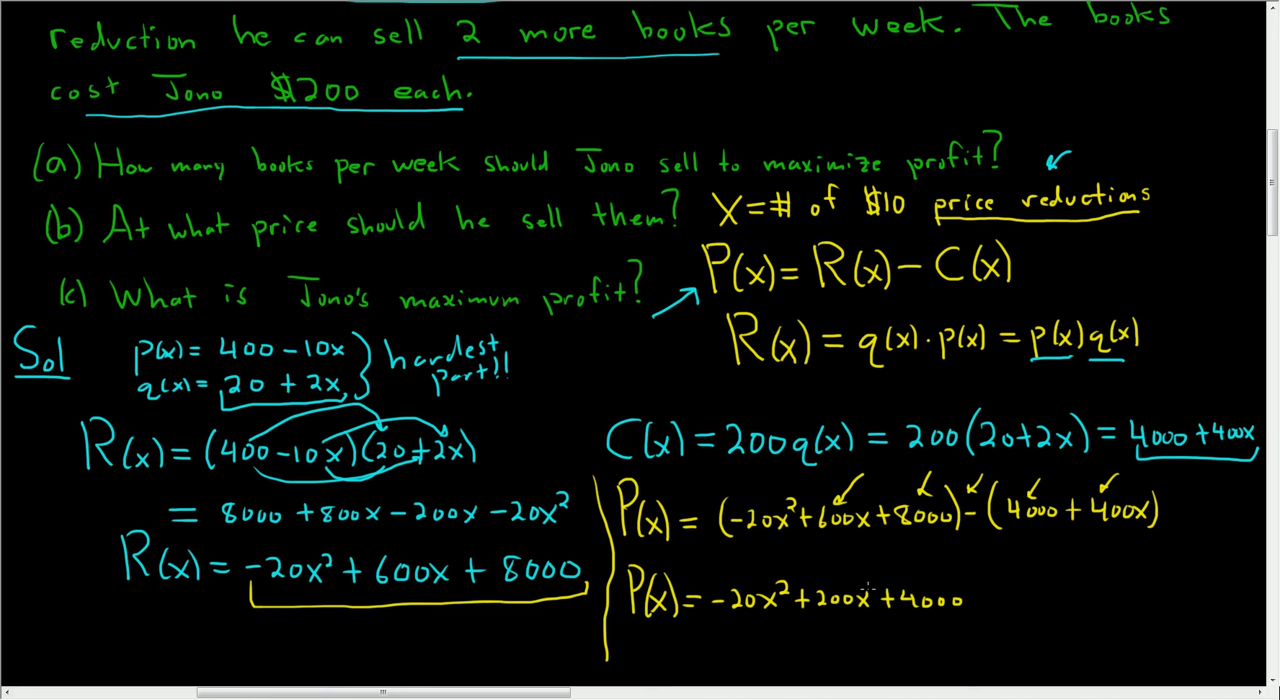 reduction he can sell 2 more books per week. The books
cost Jono $200 each.
(a) How many books per week should Jono sell to maximize profit?
(b) At what price should he sell them?
X = # of $10 price reductions
P(x) = R(x) - C(x)
(c) What is Jono's maximum profit?
R(x) = q(x) · p(x) = p(x) q(x)
Sol
p(x) = 400 - 10x
q(x) = 20 + 2x
hardest
part!!
R(x) = (400 - 10x)(20 + 2x)
= 8000 + 800x - 200x - 20x²
R(x) = -20x² + 600x + 8000
C(x) = 200q(x) = 200(20+2x) = 4000 + 400x
P(x) = (-20x² + 600x + 8000) - (4000 + 400x)
P(x) = -20x² + 200x + 4000